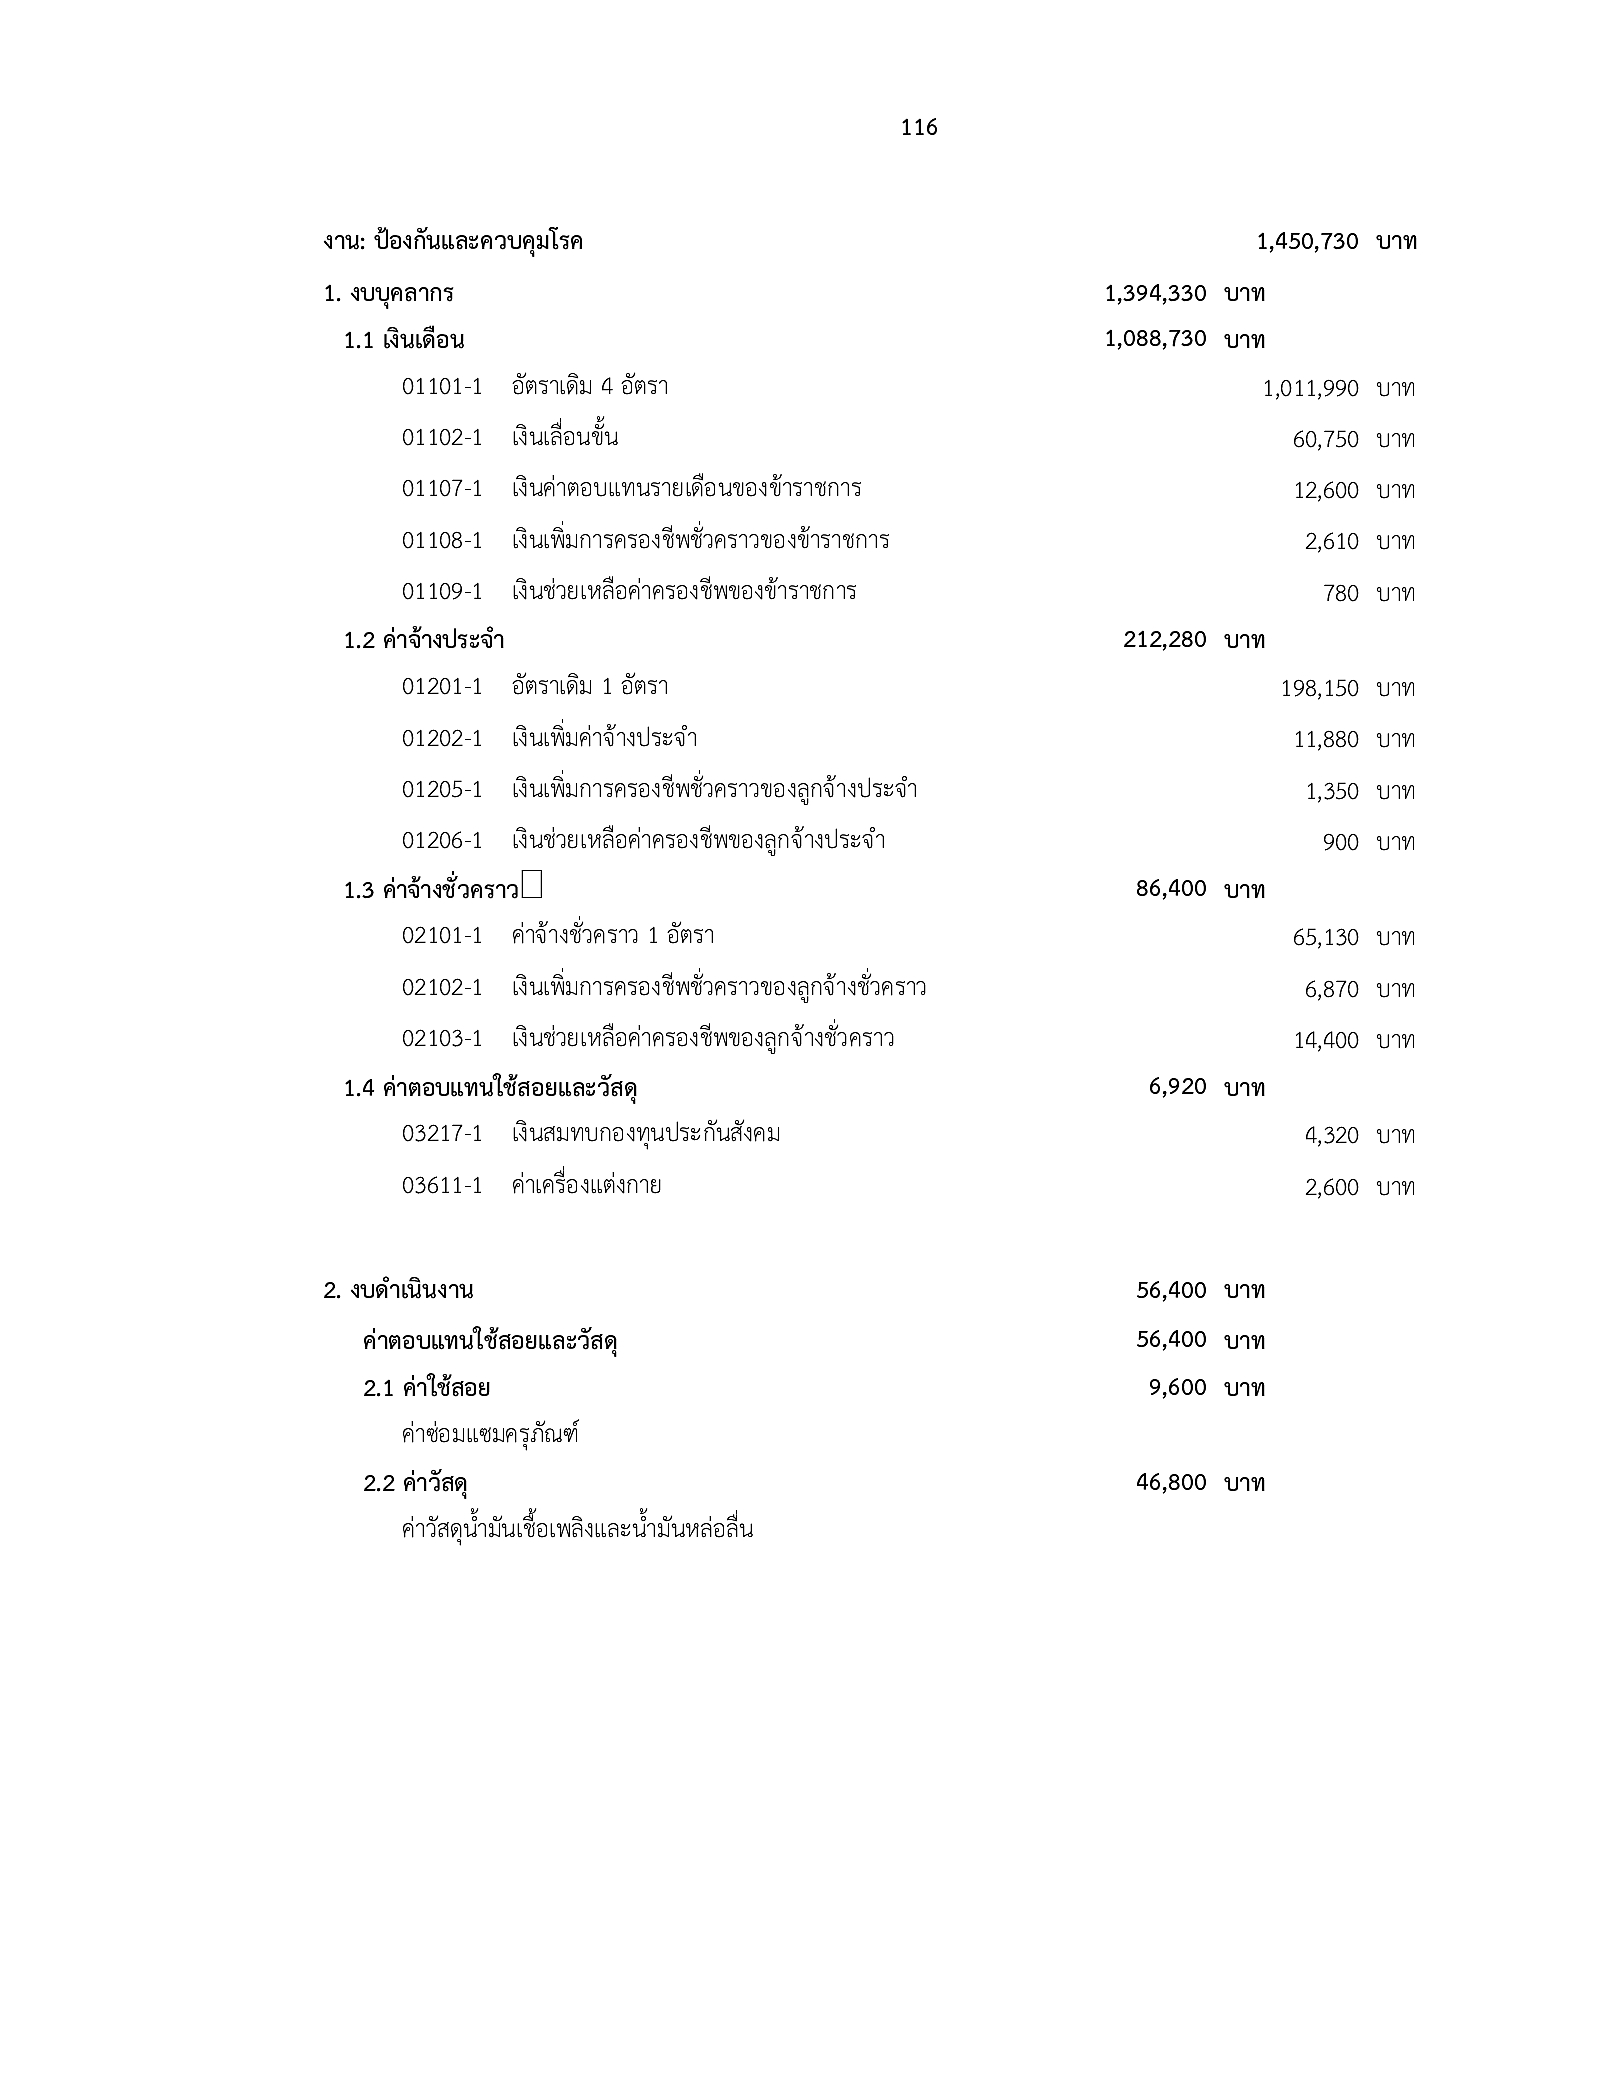 116
งาน: ป้องกันและควบคุมโรค 1,450,730 บาท
1. งบบุคลากร 1,394,330 บาท
1.1 เงินเดือน 1,088,730 บาท
01101-1 อัตราเดิม 4 อัตรา 1,011,990 บาท
01102-1 เงินเลื่อนขั้น 60,750 บาท
01107-1 เงินค่าตอบแทนรายเดือนของข้าราชการ 12,600 บาท
01108-1 เงินเพิ่มการครองชีพชั่วคราวของข้าราชการ 2,610 บาท
01109-1 เงินช่วยเหลือค่าครองชีพของข้าราชการ 780 บาท
1.2 ค่าจ้างประจำ 212,280 บาท
01201-1 อัตราเดิม 1 อัตรา 198,150 บาท
01202-1 เงินเพิ่มค่าจ้างประจำ 11,880 บาท
01205-1 เงินเพิ่มการครองชีพชั่วคราวของลูกจ้างประจำ 1,350 บาท
01206-1 เงินช่วยเหลือค่าครองชีพของลูกจ้างประจำ 900 บาท
1.3 ค่าจ้างชั่วคราว 86,400 บาท
02101-1 ค่าจ้างชั่วคราว 1 อัตรา 65,130 บาท
02102-1 เงินเพิ่มการครองชีพชั่วคราวของลูกจ้างชั่วคราว 6,870 บาท
02103-1 เงินช่วยเหลือค่าครองชีพของลูกจ้างชั่วคราว 14,400 บาท
1.4 ค่าตอบแทนใช้สอยและวัสดุ 6,920 บาท
03217-1 เงินสมทบกองทุนประกันสังคม 4,320 บาท
03611-1 ค่าเครื่องแต่งกาย 2,600 บาท
2. งบดำเนินงาน 56,400 บาท
ค่าตอบแทนใช้สอยและวัสดุ 56,400 บาท
2.1 ค่าใช้สอย 9,600 บาท
ค่าซ่อมแซมครุภัณฑ์
2.2 ค่าวัสดุ 46,800 บาท
ค่าวัสดุน้ำมันเชื้อเพลิงและน้ำมันหล่อลื่น